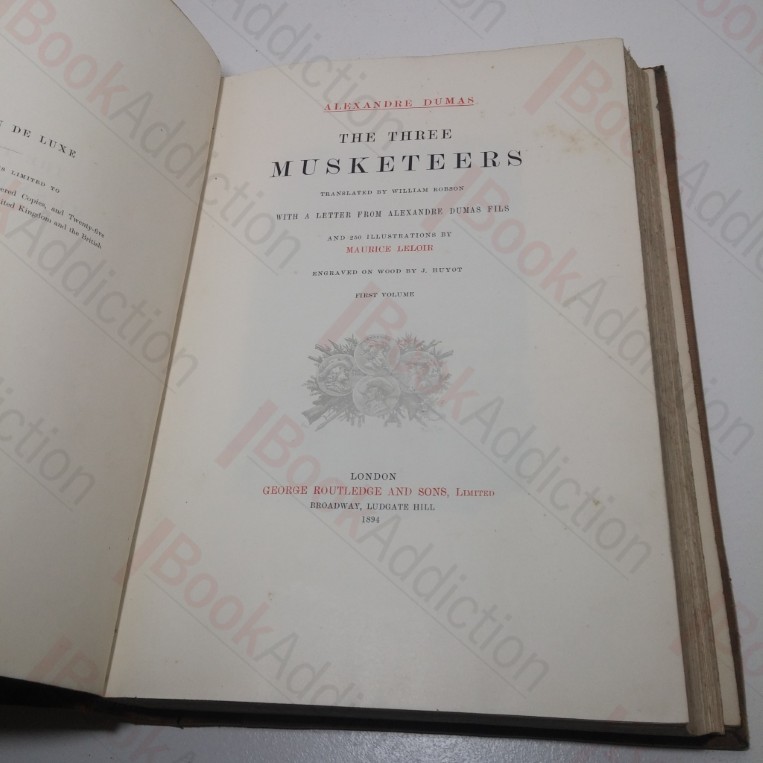 E DE LUXE
S LIMITED TO
ered Copies, and Twenty-five
ited Kingdom and the British
ALEXANDRE DUMAS
THE THREE
MUSKETEERS
TRANSLATED BY WILLIAM ROBSON
WITH A LETTER FROM ALEXANDRE DUMAS FILS
AND 250 ILLUSTRATIONS BY
MAURICE LELOIR
ENGRAVED ON WOOD BY J. HUYOT
FIRST VOLUME
LONDON
GEORGE ROUTLEDGE AND SONS, LIMITED
BROADWAY, LUDGATE HILL
1894
BookAddiction